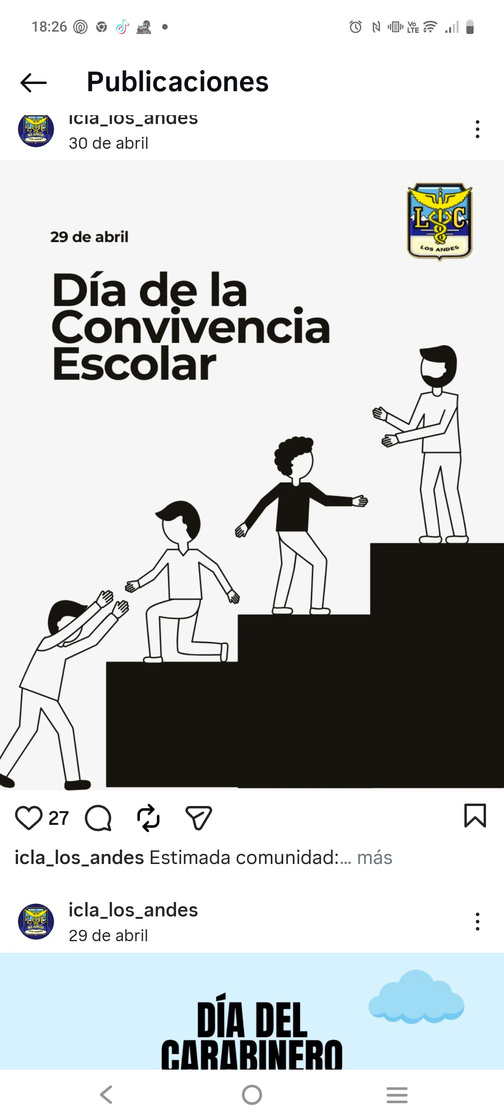 18:26
Publicaciones
icla_los_andes
30 de abril
29 de abril
L C
LOS ANDES
Día de la
Convivencia
Escolar
27
icla_los_andes Estimada comunidad:... más
icla_los_andes
29 de abril
DÍA DEL
CARABINERO